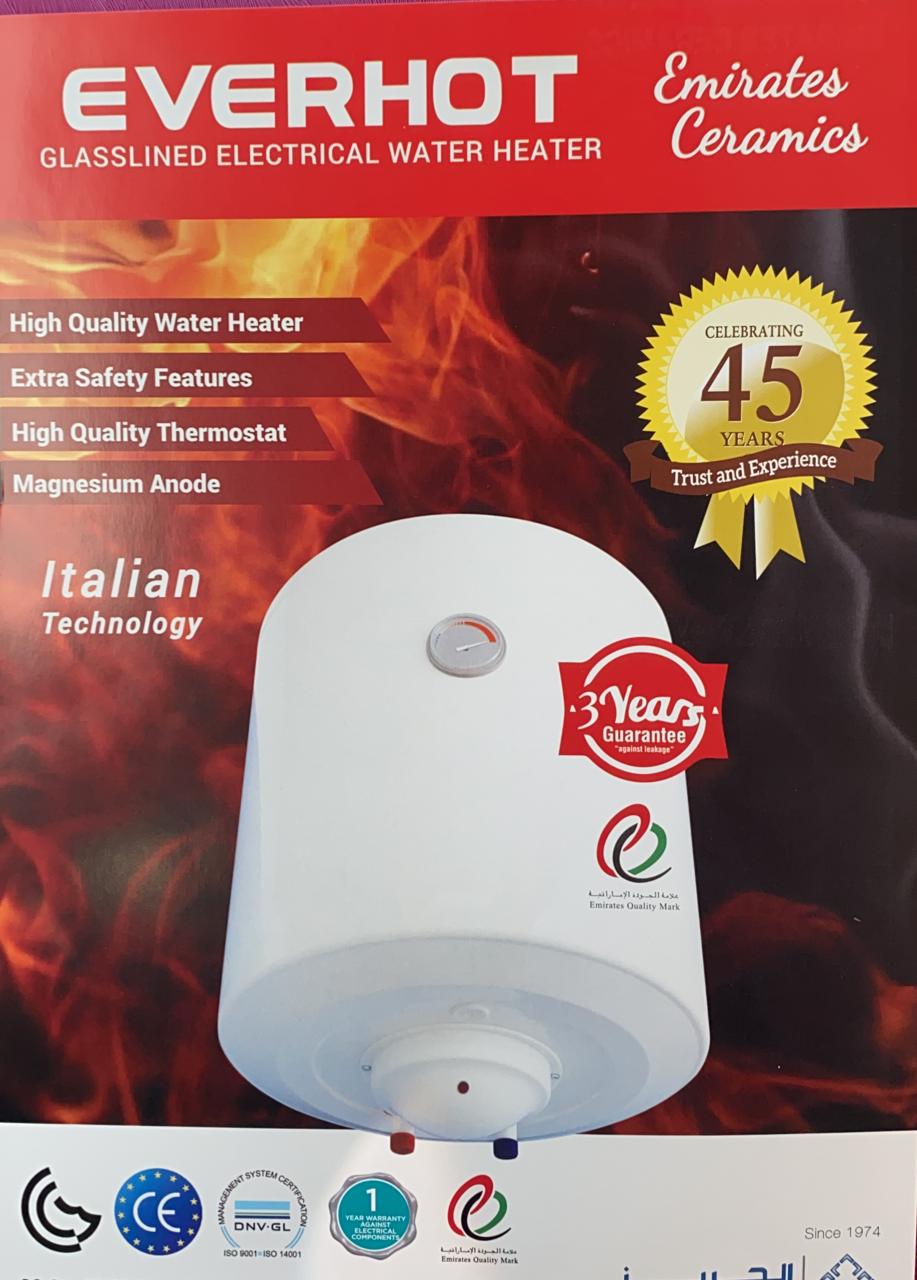 EVERHOT
GLASSLINED ELECTRICAL WATER HEATER
Emirates
Ceramics
High Quality Water Heater
Extra Safety Features
High Quality Thermostat
Magnesium Anode
CELEBRATING
45
YEARS
Trust and Experience
Italian
Technology
3 Years
Guarantee
"against leakage"
علامة الجودة الإماراتية
Emirates Quality Mark
CE
MANAGEMENT SYSTEM CERTIFICATION
DNV·GL
ISO 9001=ISO 14001
1
YEAR WARRANTY
AGAINST
ELECTRICAL
COMPONENTS
علامة الجودة الإماراتية
Emirates Quality Mark
Since 1974